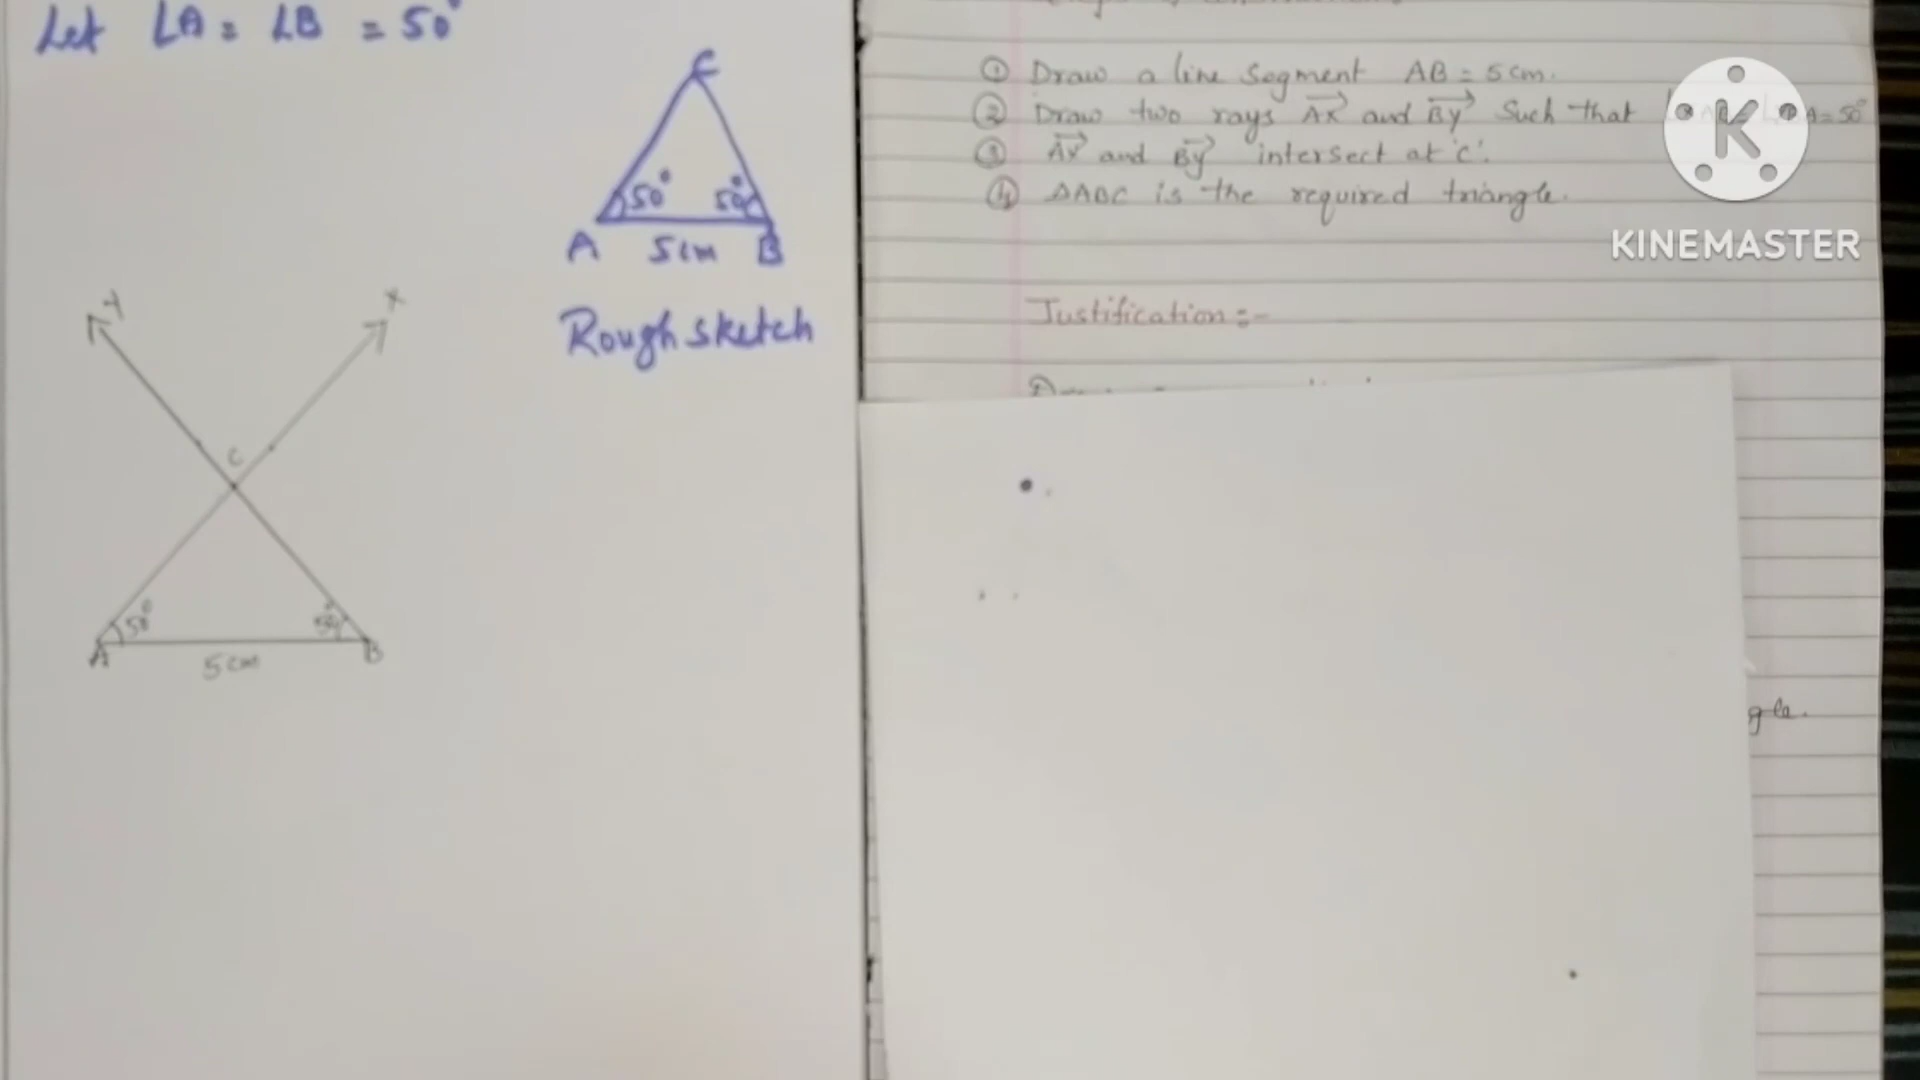 Let ∠A = ∠B = 50°
C
50° 50°
A 5cm B
Rough sketch
Y X
C
50° 50°
A 5cm B
① Draw a line segment AB = 5cm.
② Draw two rays AX and BY Such that A = 50°
③ AX and BY intersect at 'C'.
④ ΔABC is the required triangle.
Justification :-
gle.
K
KINEMASTER